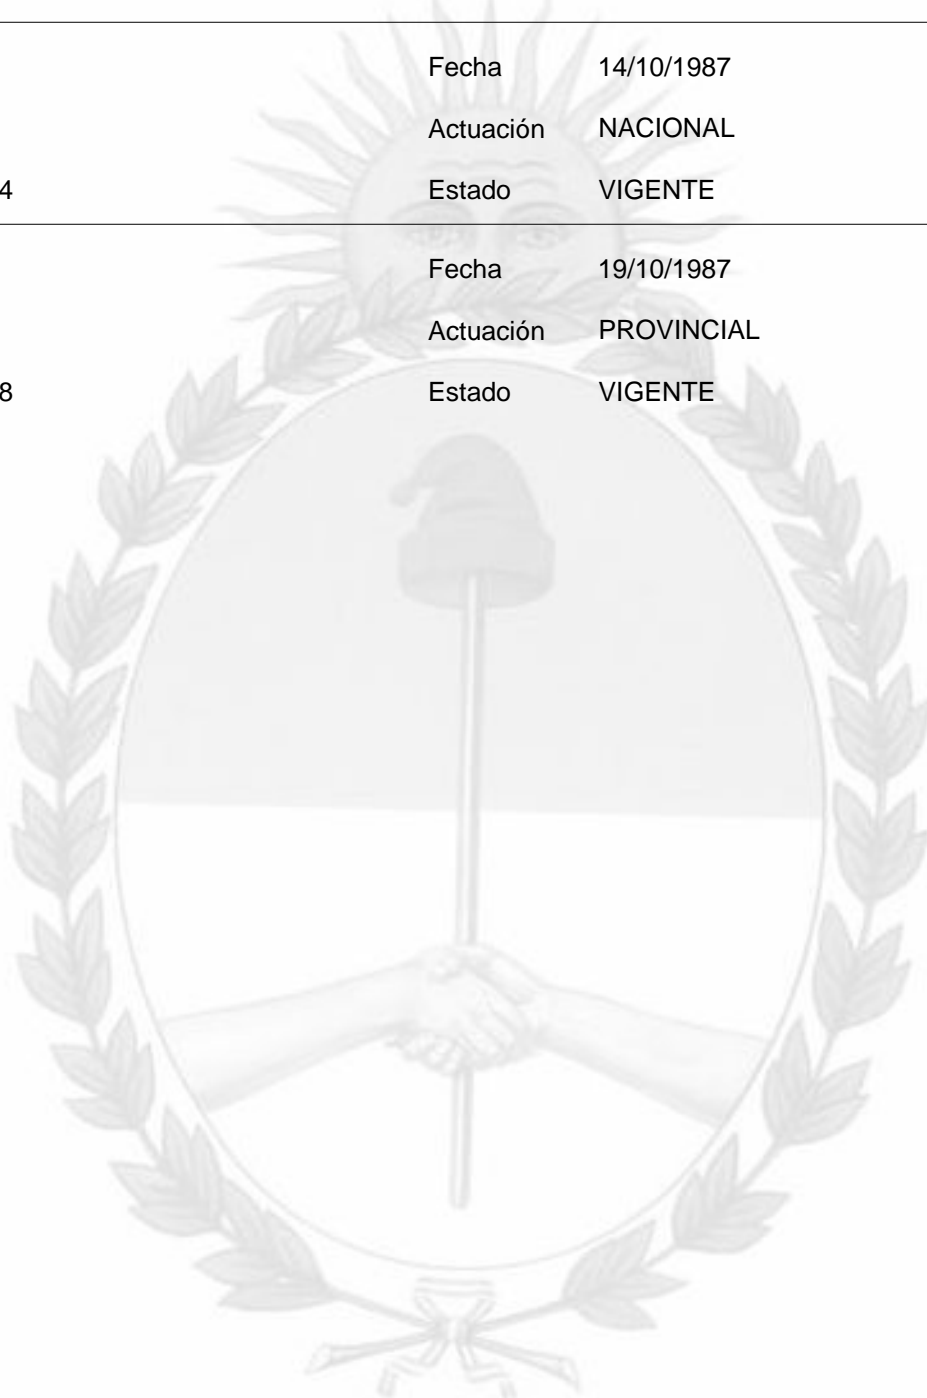 Fecha 14/10/1987
Actuación NACIONAL
4 Estado VIGENTE
Fecha 19/10/1987
Actuación PROVINCIAL
8 Estado VIGENTE